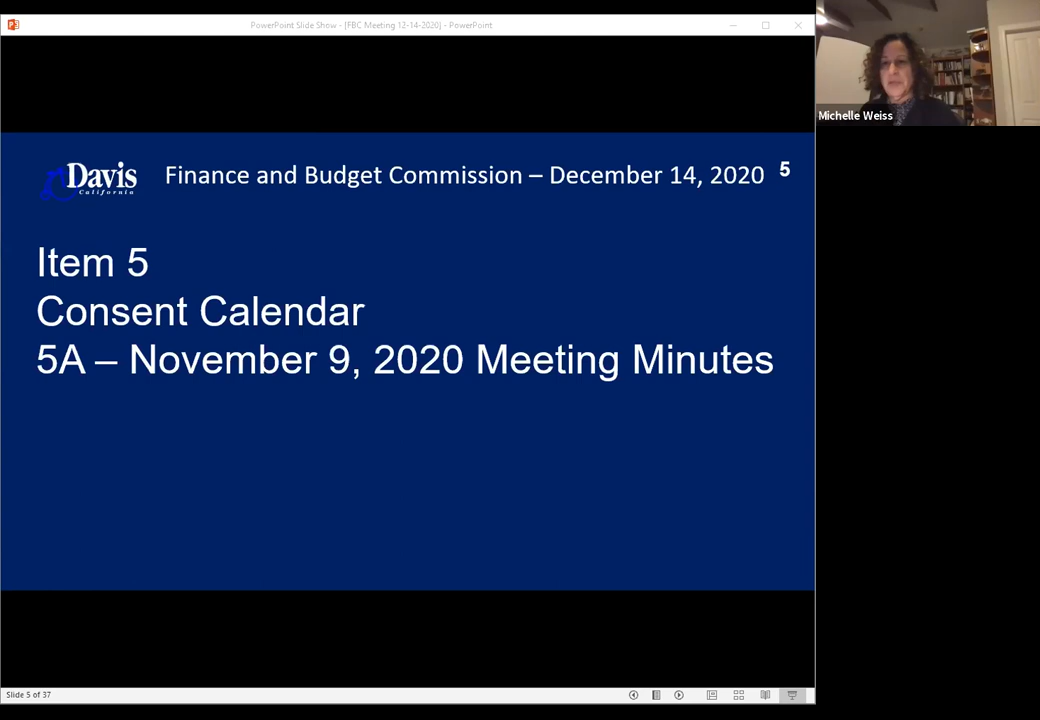 PowerPoint Slide Show - [FBC Meeting 12-14-2020] - PowerPoint
Michelle Weiss
Davis
California
Finance and Budget Commission – December 14, 2020
5
Item 5
Consent Calendar
5A – November 9, 2020 Meeting Minutes
Slide 5 of 37